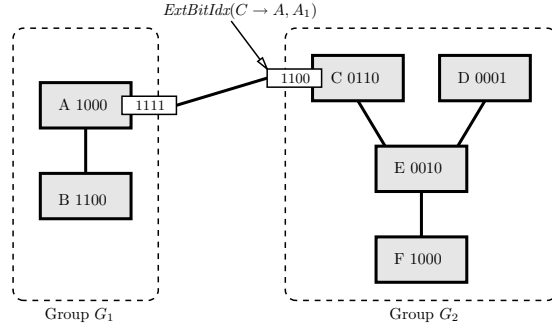 ExtBitIdx(C → A, A₁)
1100
C 0110
D 0001
A 1000
1111
E 0010
B 1100
F 1000
Group G₁
Group G₂